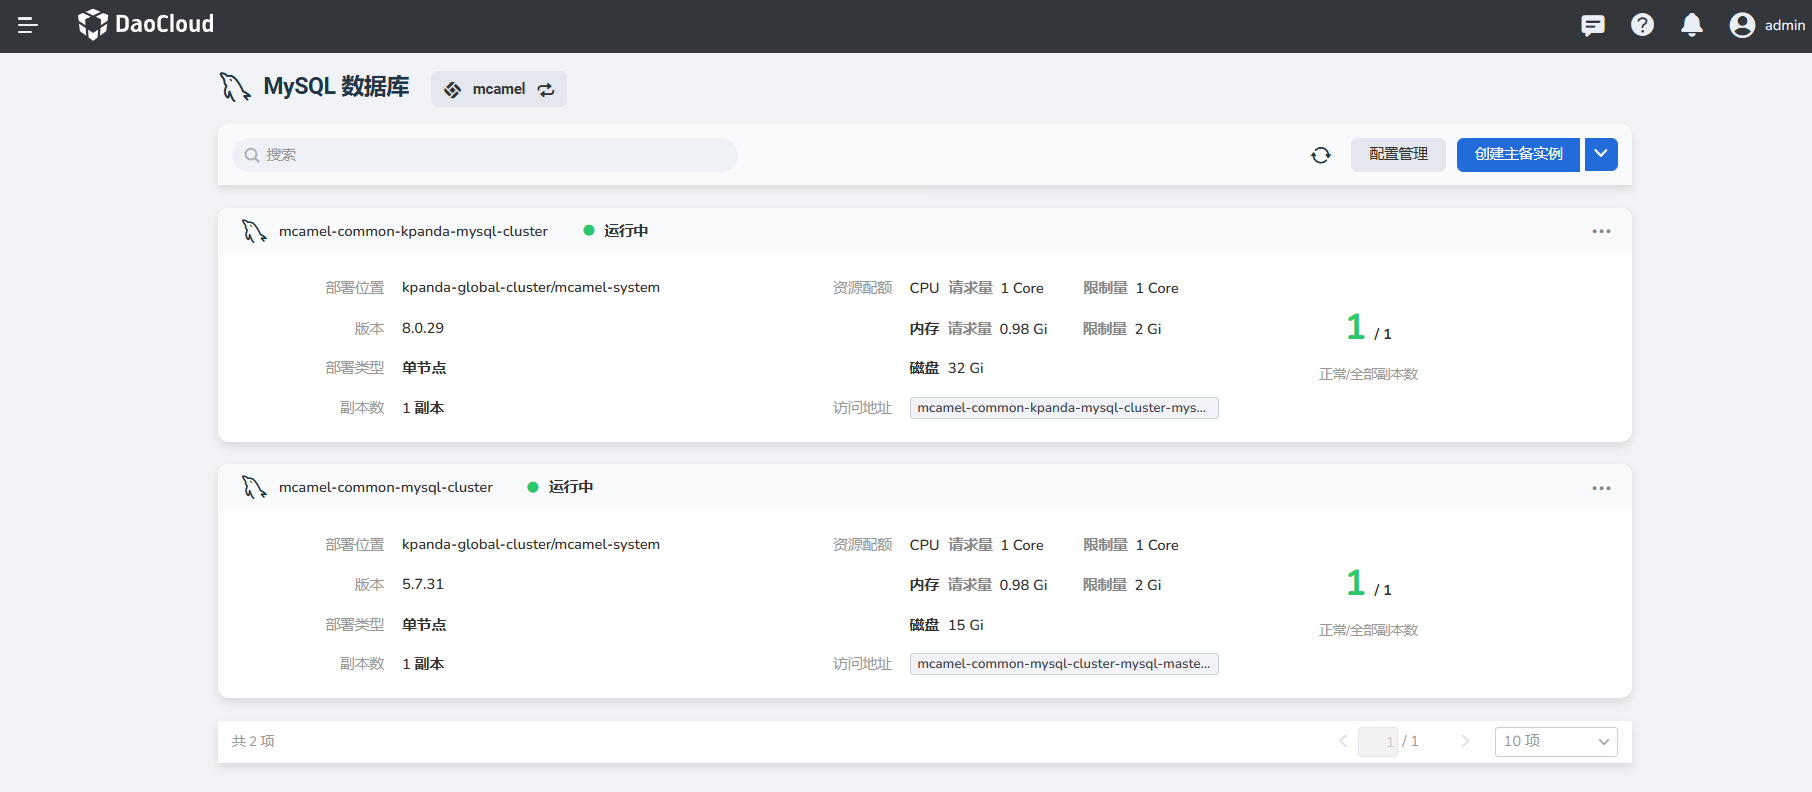 DaoCloud
admin
MySQL 数据库
mcamel
搜索
配置管理
创建主备实例
mcamel-common-kpanda-mysql-cluster
运行中
部署位置 kpanda-global-cluster/mcamel-system
资源配额 CPU 请求量 1 Core 限制量 1 Core
版本 8.0.29
内存 请求量 0.98 Gi 限制量 2 Gi
1 / 1
部署类型 单节点
磁盘 32 Gi
正常/全部副本数
副本数 1 副本
访问地址 mcamel-common-kpanda-mysql-cluster-mys...
mcamel-common-mysql-cluster
运行中
部署位置 kpanda-global-cluster/mcamel-system
资源配额 CPU 请求量 1 Core 限制量 1 Core
版本 5.7.31
内存 请求量 0.98 Gi 限制量 2 Gi
1 / 1
部署类型 单节点
磁盘 15 Gi
正常/全部副本数
副本数 1 副本
访问地址 mcamel-common-mysql-cluster-mysql-maste...
共 2 项
1 / 1
10 项